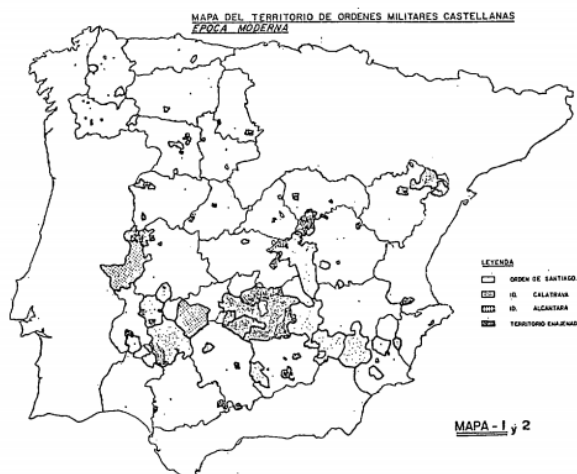 MAPA DEL TERRITORIO DE ORDENES MILITARES CASTELLANAS
EPOCA MODERNA
LEYENDA
ORDEN DE SANTIAGO.
ID. CALATRAVA
ID. ALCANTARA
TERRITORIO ENAJENADO
MAPA - 1 y 2